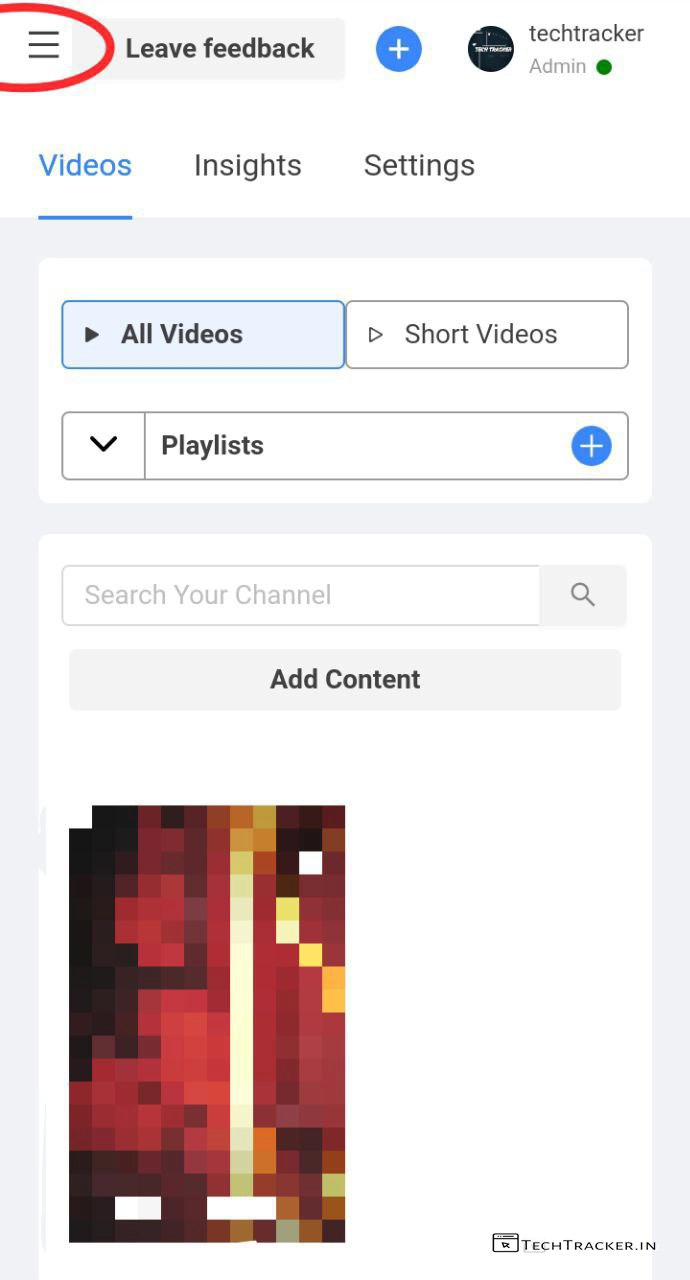 Leave feedback
techtracker
Admin
Videos
Insights
Settings
All Videos
Short Videos
Playlists
Search Your Channel
Add Content
TECHTRACKER.IN